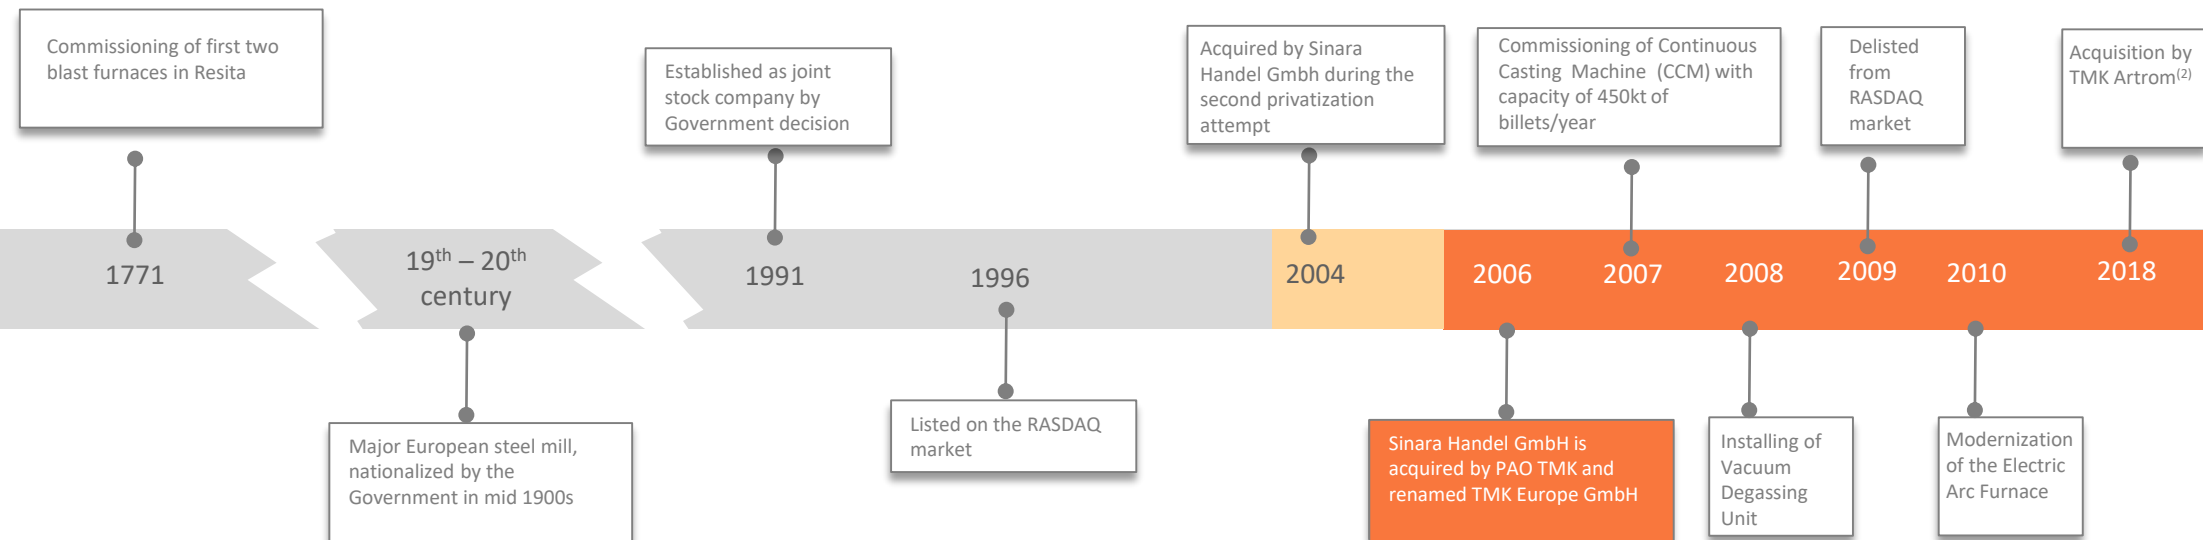 Commissioning of first two
blast furnaces in Resita
Established as joint
stock company by
Government decision
Acquired by Sinara
Handel Gmbh during the
second privatization
attempt
Commissioning of Continuous
Casting Machine (CCM) with
capacity of 450kt of
billets/year
Delisted
from
RASDAQ
market
Acquisition by
TMK Artrom(2)
1771
19th – 20th
century
1991
1996
2004
2006
2007
2008
2009
2010
2018
Major European steel mill,
nationalized by the
Government in mid 1900s
Listed on the RASDAQ
market
Sinara Handel GmbH is
acquired by PAO TMK and
renamed TMK Europe GmbH
Installing of
Vacuum
Degassing
Unit
Modernization
of the Electric
Arc Furnace